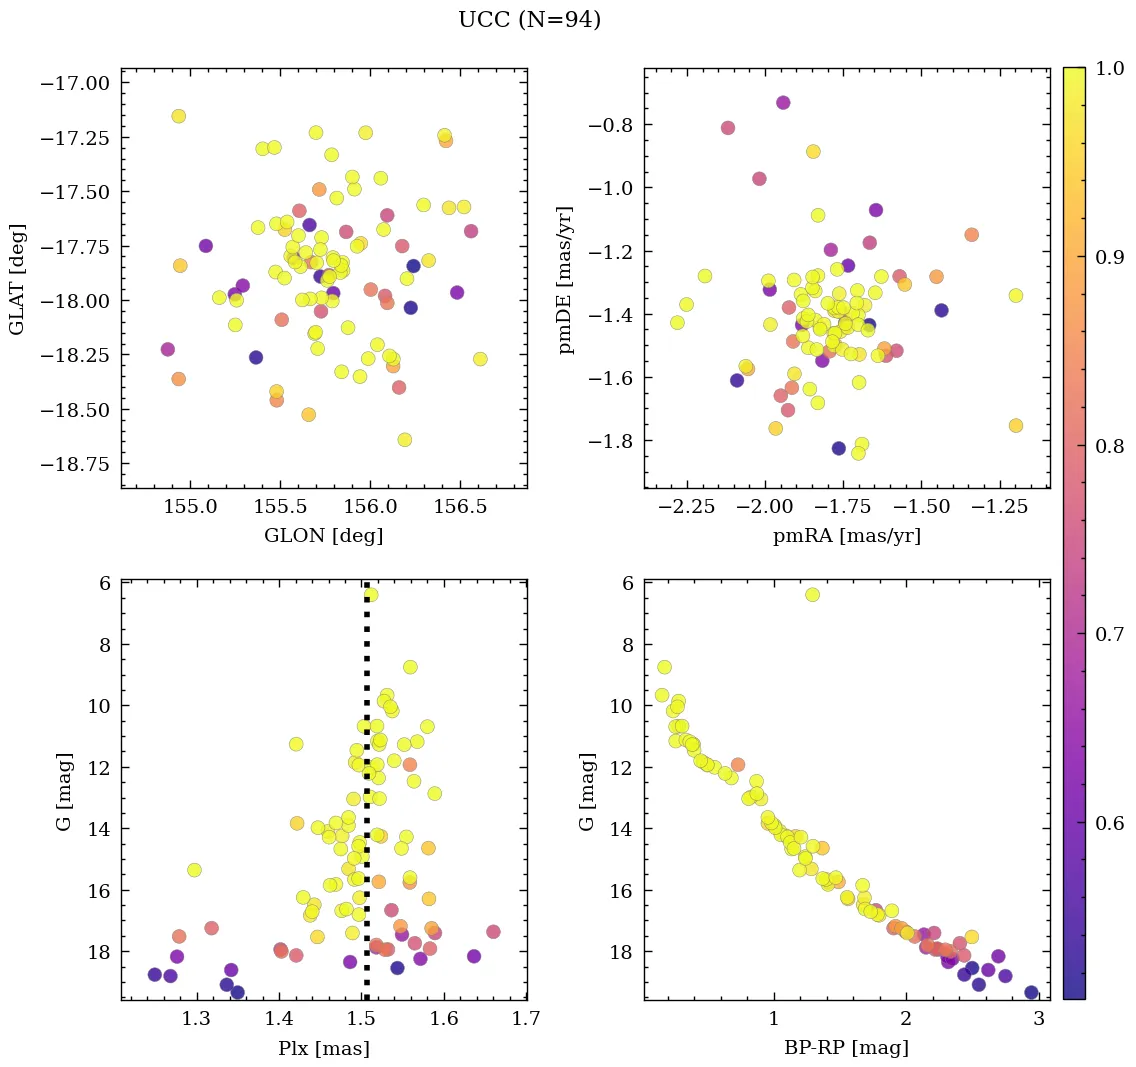 UCC (N=94)
−17.00
−17.25
−17.50
−17.75
−18.00
−18.25
−18.50
−18.75
GLAT [deg]
155.0 155.5 156.0 156.5
GLON [deg]
−0.8
−1.0
−1.2
−1.4
−1.6
−1.8
pmDE [mas/yr]
−2.25 −2.00 −1.75 −1.50 −1.25
pmRA [mas/yr]
6
8
10
12
14
16
18
G [mag]
1.3 1.4 1.5 1.6 1.7
Plx [mas]
6
8
10
12
14
16
18
G [mag]
1 2 3
BP-RP [mag]
1.0
0.9
0.8
0.7
0.6